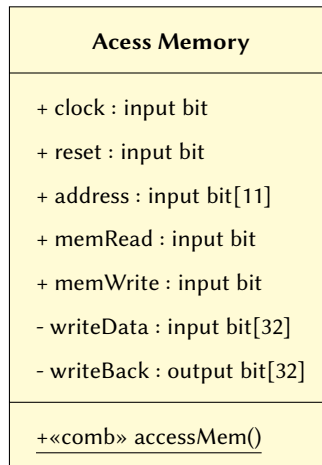 Acess Memory
+ clock : input bit
+ reset : input bit
+ address : input bit[11]
+ memRead : input bit
+ memWrite : input bit
- writeData : input bit[32]
- writeBack : output bit[32]
+«comb» accessMem()